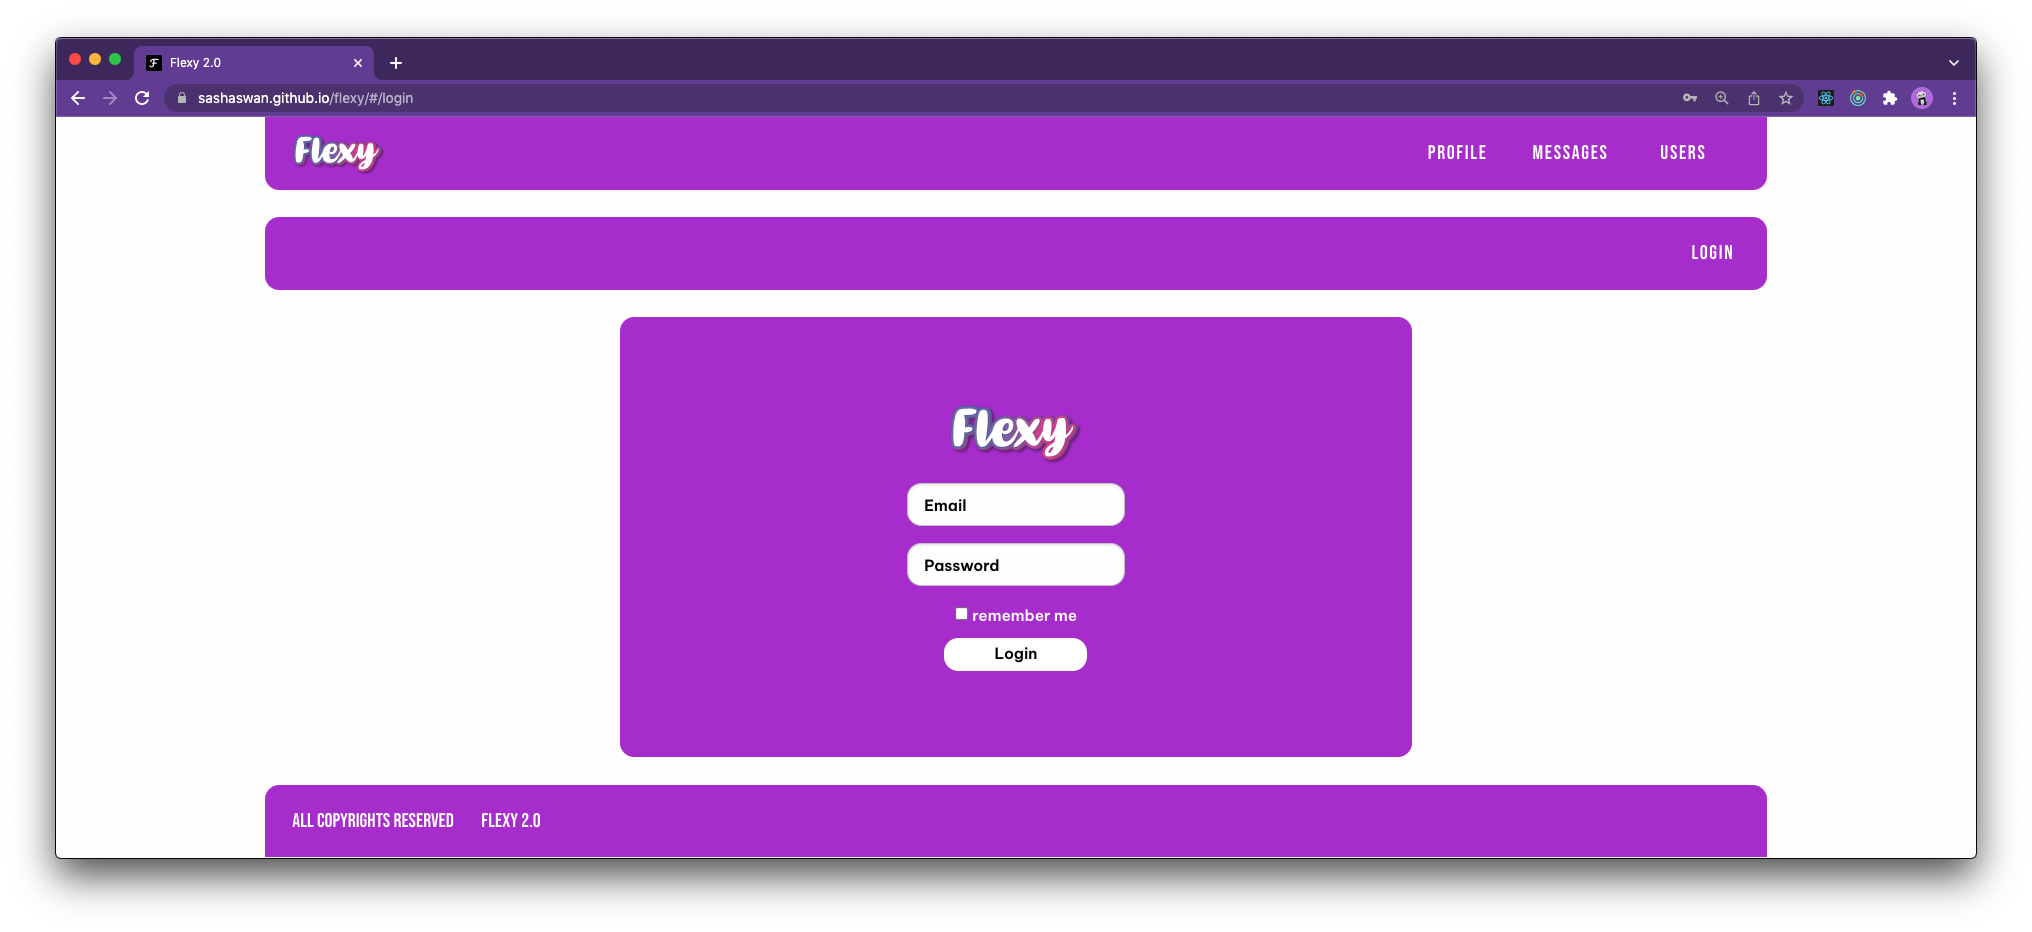 Flexy 2.0
sashaswan.github.io/flexy/#/login
Flexy
PROFILE MESSAGES USERS
LOGIN
Flexy
Email
Password
remember me
Login
ALL COPYRIGHTS RESERVED FLEXY 2.0